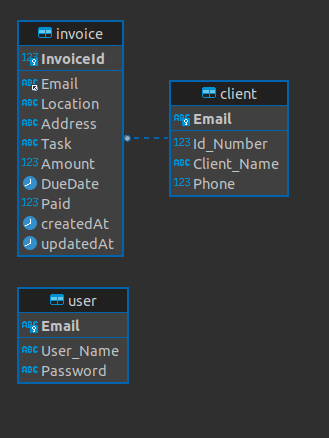 invoice
123 InvoiceId
ABC Email
ABC Location
ABC Address
ABC Task
123 Amount
DueDate
123 Paid
createdAt
updatedAt
client
ABC Email
123 Id_Number
ABC Client_Name
123 Phone
user
ABC Email
ABC User_Name
ABC Password